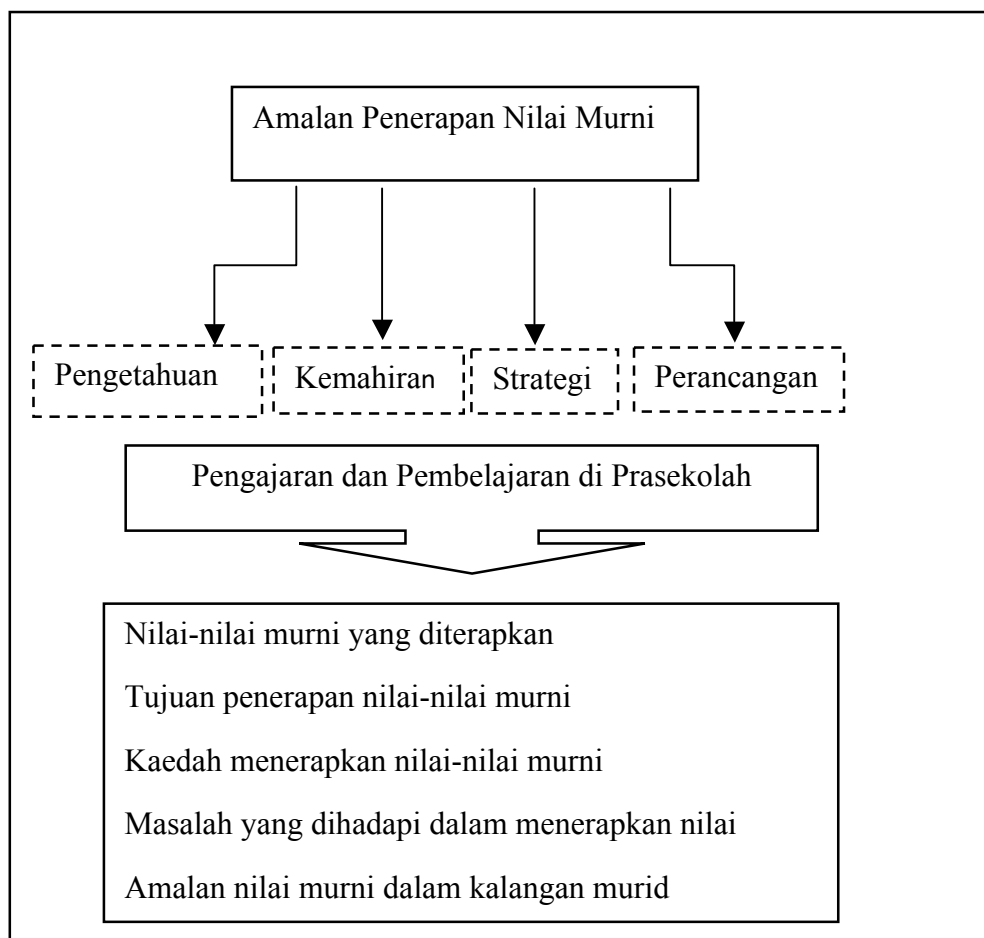 Amalan Penerapan Nilai Murni
Pengetahuan
Kemahiran
Strategi
Perancangan
Pengajaran dan Pembelajaran di Prasekolah
Nilai-nilai murni yang diterapkan
Tujuan penerapan nilai-nilai murni
Kaedah menerapkan nilai-nilai murni
Masalah yang dihadapi dalam menerapkan nilai
Amalan nilai murni dalam kalangan murid